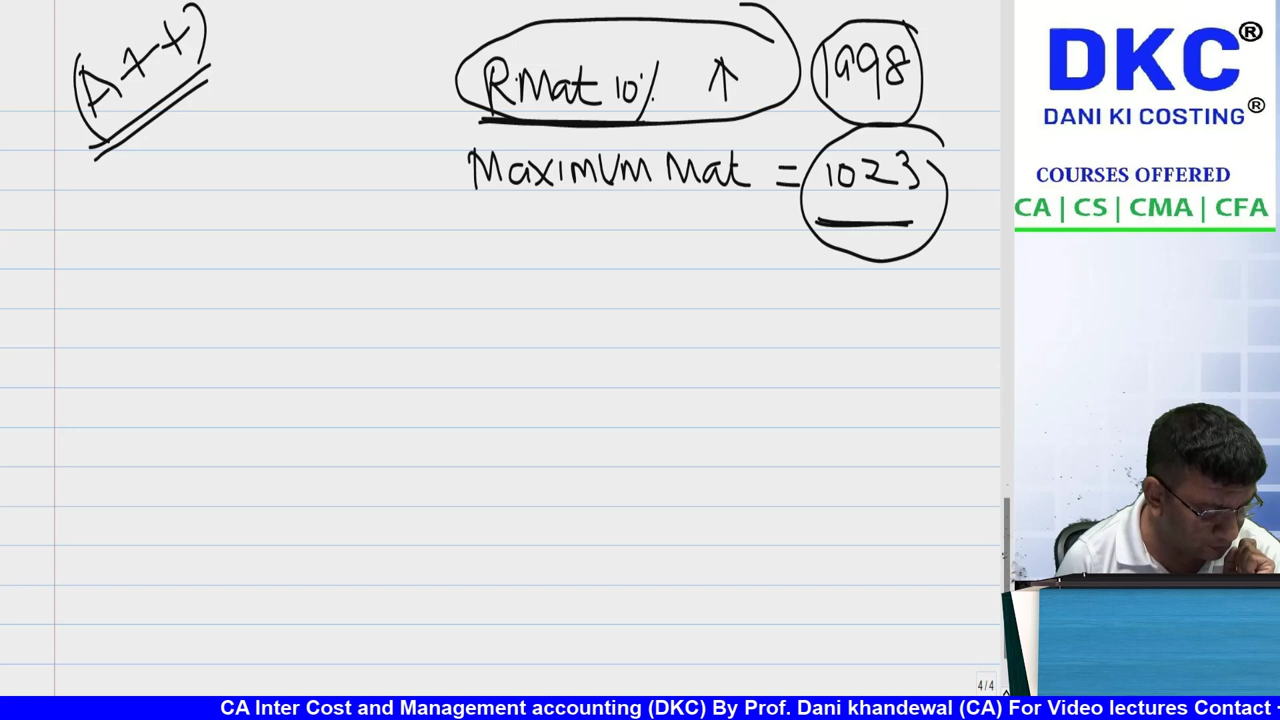 (A++)
R.Mat 10% ↑ 1998
Maximum Mat = 1023
DKC®
DANI KI COSTING®
COURSES OFFERED
CA | CS | CMA | CFA
4/4
CA Inter Cost and Management accounting (DKC) By Prof. Dani khandewal (CA) For Video lectures Contact -